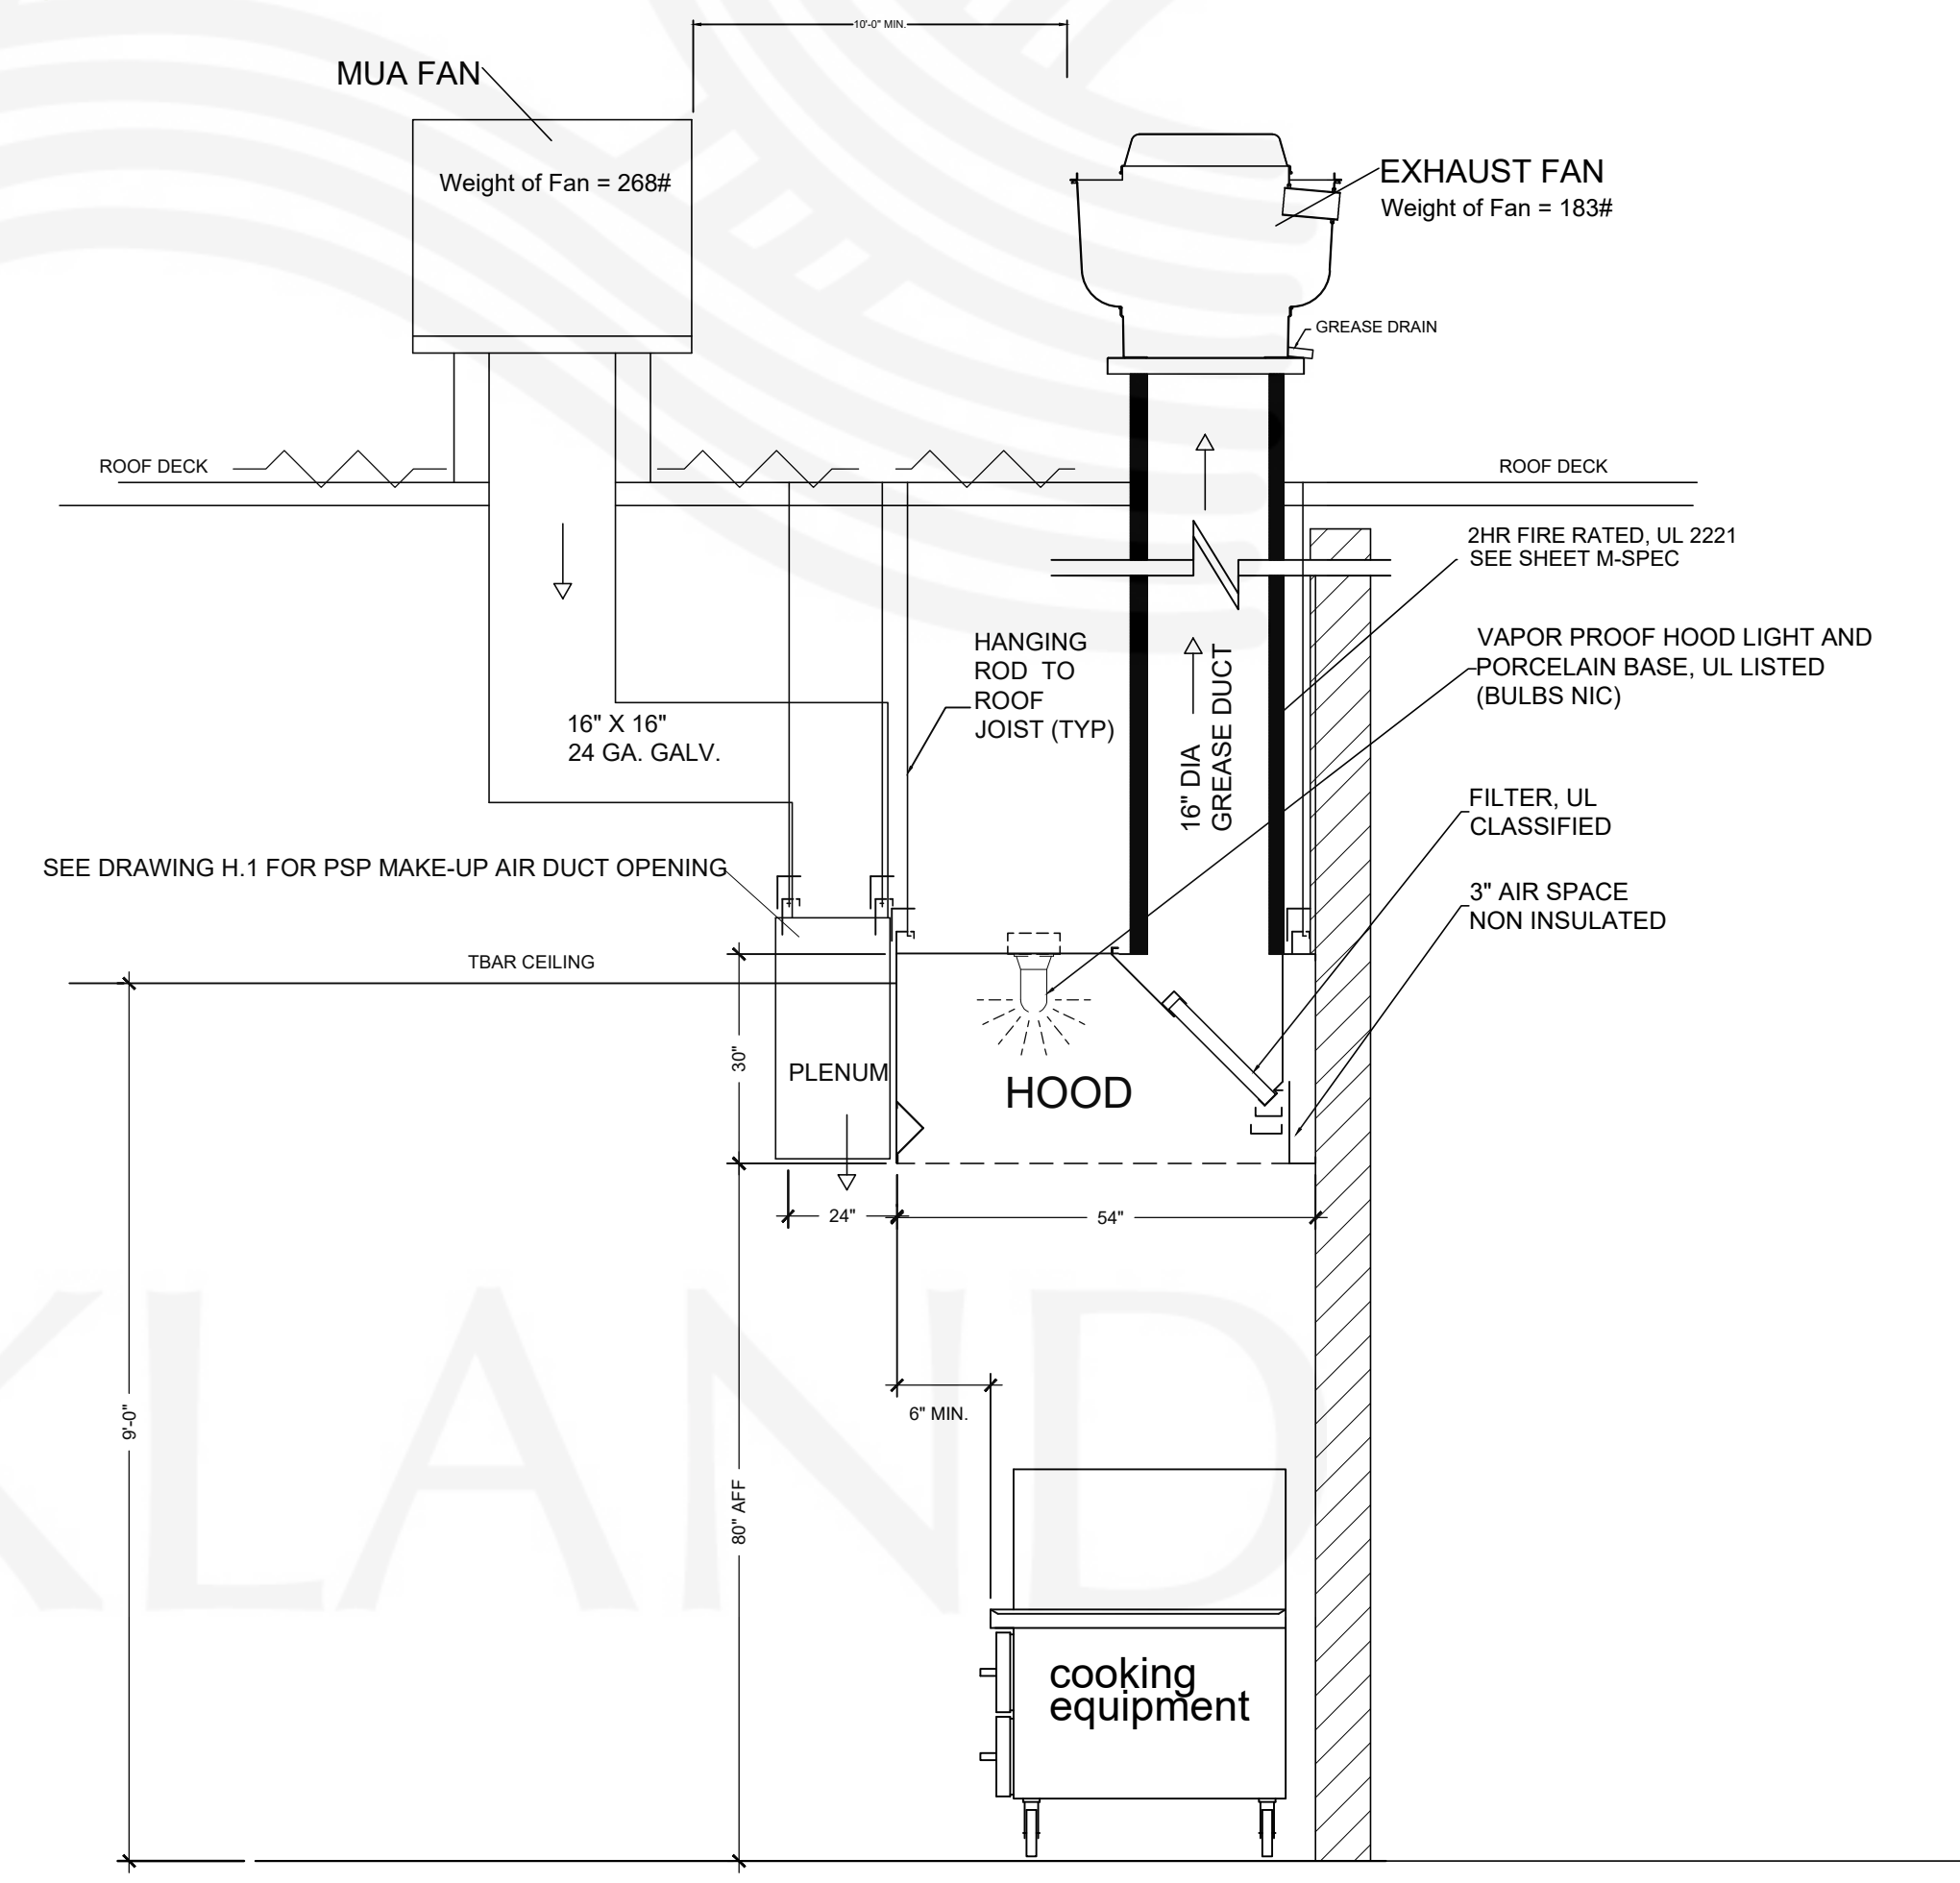 10'-0" MIN.
MUA FAN
Weight of Fan = 268#
EXHAUST FAN
Weight of Fan = 183#
GREASE DRAIN
ROOF DECK
ROOF DECK
2HR FIRE RATED, UL 2221
SEE SHEET M-SPEC
HANGING
ROD TO
ROOF
JOIST (TYP)
VAPOR PROOF HOOD LIGHT AND
PORCELAIN BASE, UL LISTED
(BULBS NIC)
16" X 16"
24 GA. GALV.
16" DIA
GREASE DUCT
FILTER, UL
CLASSIFIED
SEE DRAWING H.1 FOR PSP MAKE-UP AIR DUCT OPENING
3" AIR SPACE
NON INSULATED
TBAR CEILING
30"
PLENUM
HOOD
24"
54"
9'-0"
6" MIN.
80" AFF
KLAND
cooking
equipment